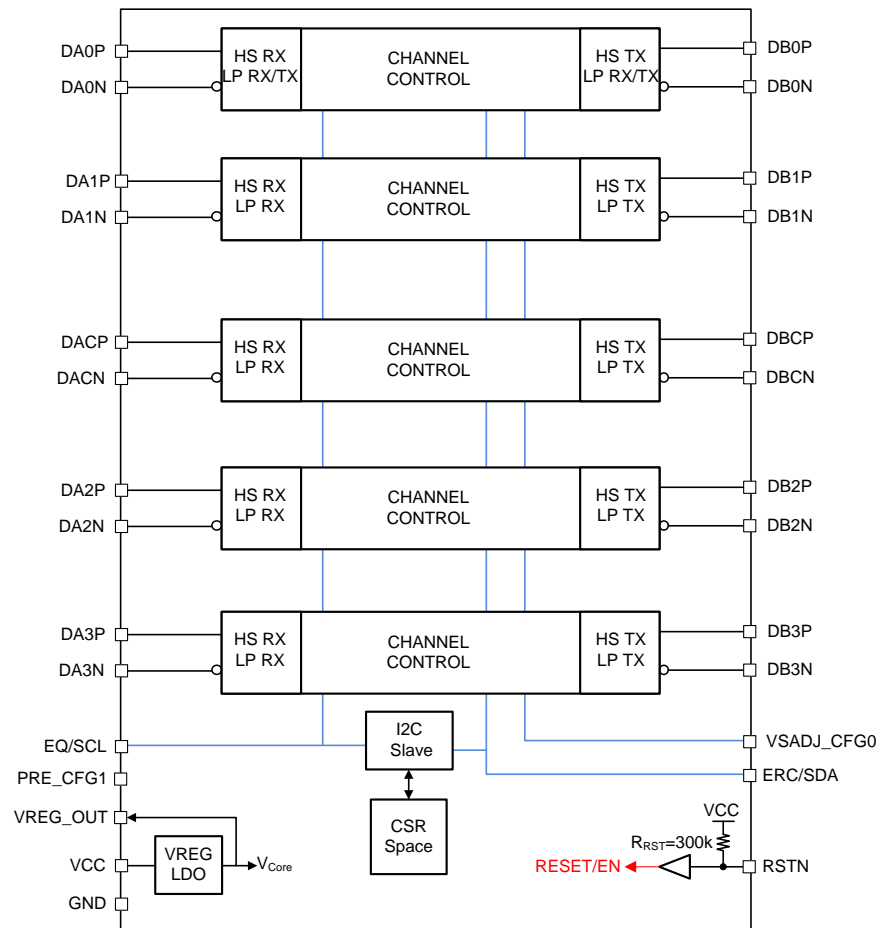 DA0P
HS RX
LP RX/TX
CHANNEL
CONTROL
HS TX
LP RX/TX
DB0P
DA0N
DB0N
DA1P
HS RX
LP RX
CHANNEL
CONTROL
HS TX
LP TX
DB1P
DA1N
DB1N
DACP
HS RX
LP RX
CHANNEL
CONTROL
HS TX
LP TX
DBCP
DACN
DBCN
DA2P
HS RX
LP RX
CHANNEL
CONTROL
HS TX
LP TX
DB2P
DA2N
DB2N
DA3P
HS RX
LP RX
CHANNEL
CONTROL
HS TX
LP TX
DB3P
DA3N
DB3N
EQ/SCL
I2C
Slave
VSADJ_CFG0
PRE_CFG1
ERC/SDA
VREG_OUT
CSR
Space
VCC
RRST=300k
VCC
VREG
LDO
VCore
RESET/EN
RSTN
GND